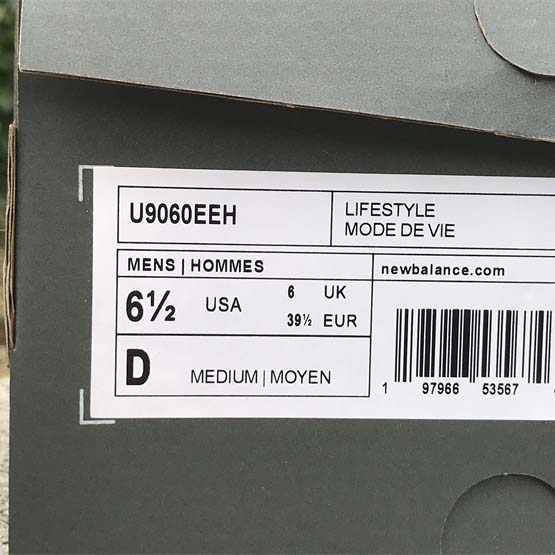 U9060EEH
LIFESTYLE
MODE DE VIE
MENS | HOMMES
newbalance.com
6½ USA
6 UK
39½ EUR
D MEDIUM | MOYEN
1 97966 53567